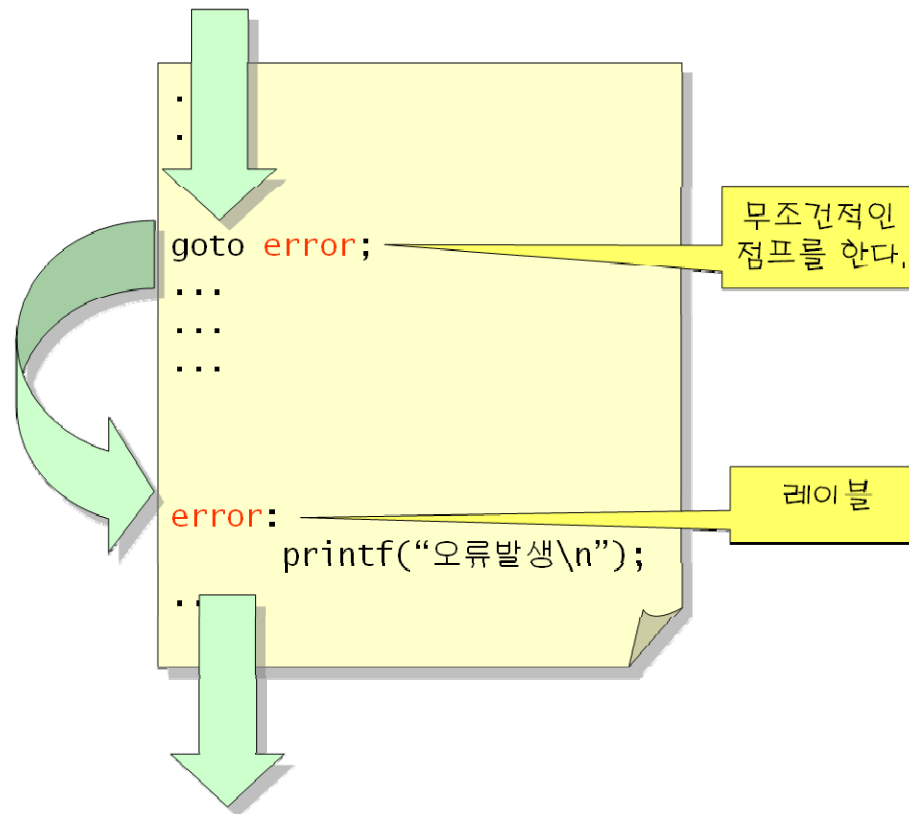 .
.
goto error;
무조건적인
점프를 한다.
...
...
...
error:
레이블
printf(“오류발생\n”);
..